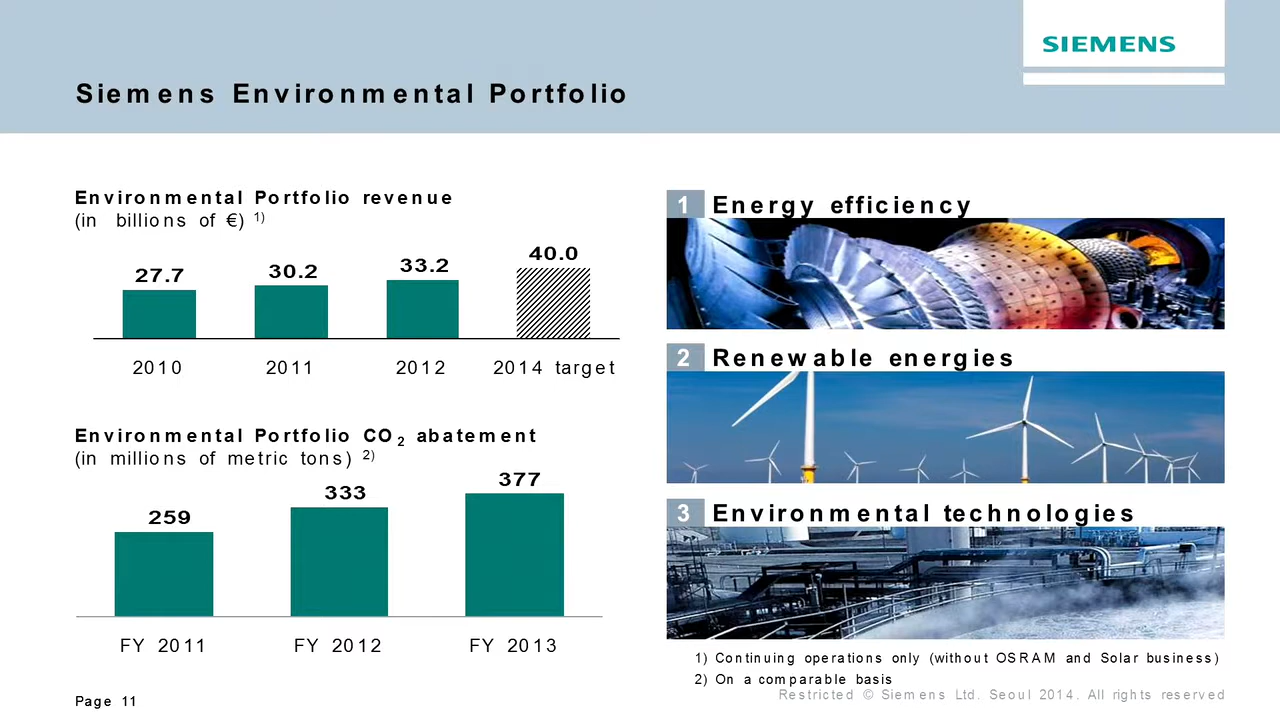 SIEMENS
Siemens Environmental Portfolio
Environmental Portfolio revenue
(in billions of €) 1)
27.7
30.2
33.2
40.0
2010
2011
2012
2014 target
Environmental Portfolio CO2 abatement
(in millions of metric tons) 2)
259
333
377
FY 2011
FY 2012
FY 2013
1 Energy efficiency
2 Renewable energies
3 Environmental technologies
1) Continuing operations only (without OSRAM and Solar business)
2) On a comparable basis
Restricted © Siemens Ltd. Seoul 2014. All rights reserved
Page 11